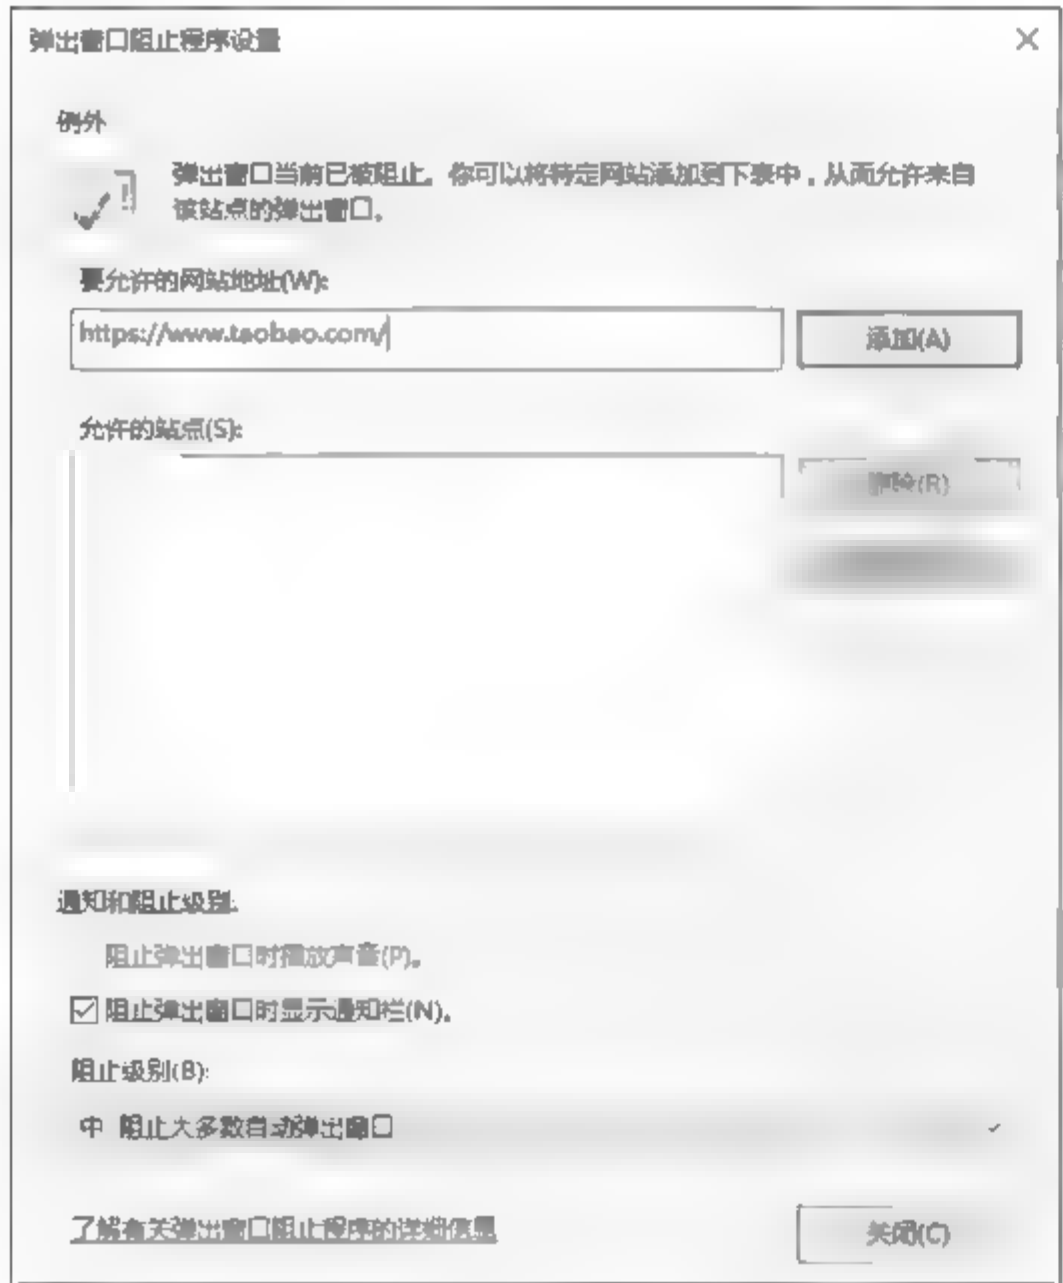 弹出窗口阻止程序设置
例外
弹出窗口当前已被阻止。你可以将特定网站添加到下表中，从而允许来自
该站点的弹出窗口。
要允许的网站地址(W):
https://www.taobao.com/
添加(A)
允许的站点(S):
删除(R)
通知和阻止级别:
阻止弹出窗口时播放声音(P)。
阻止弹出窗口时显示通知栏(N)。
阻止级别(B):
中 阻止大多数自动弹出窗口
了解有关弹出窗口阻止程序的详细信息
关闭(C)